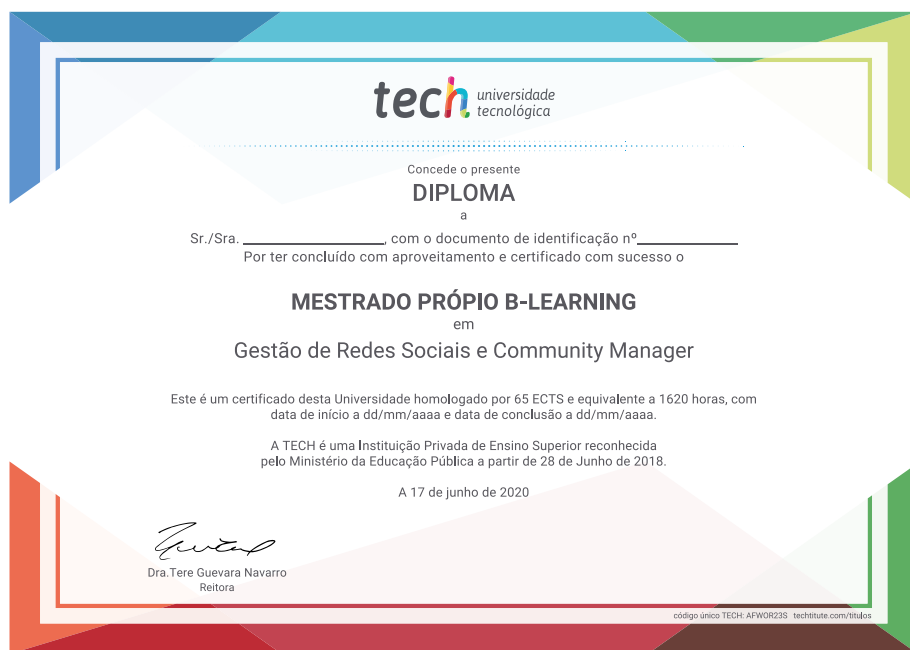 tech universidade
tecnológica
Concede o presente
DIPLOMA
a
Sr./Sra. ____________, com o documento de identificação nº____________
Por ter concluído com aproveitamento e certificado com sucesso o
MESTRADO PRÓPIO B-LEARNING
em
Gestão de Redes Sociais e Community Manager
Este é um certificado desta Universidade homologado por 65 ECTS e equivalente a 1620 horas, com
data de início a dd/mm/aaaa e data de conclusão a dd/mm/aaaa.
A TECH é uma Instituição Privada de Ensino Superior reconhecida
pelo Ministério da Educação Pública a partir de 28 de Junho de 2018.
A 17 de junho de 2020
Dra.Tere Guevara Navarro
Reitora
código único TECH: AFWOR23S techtitute.com/titulos